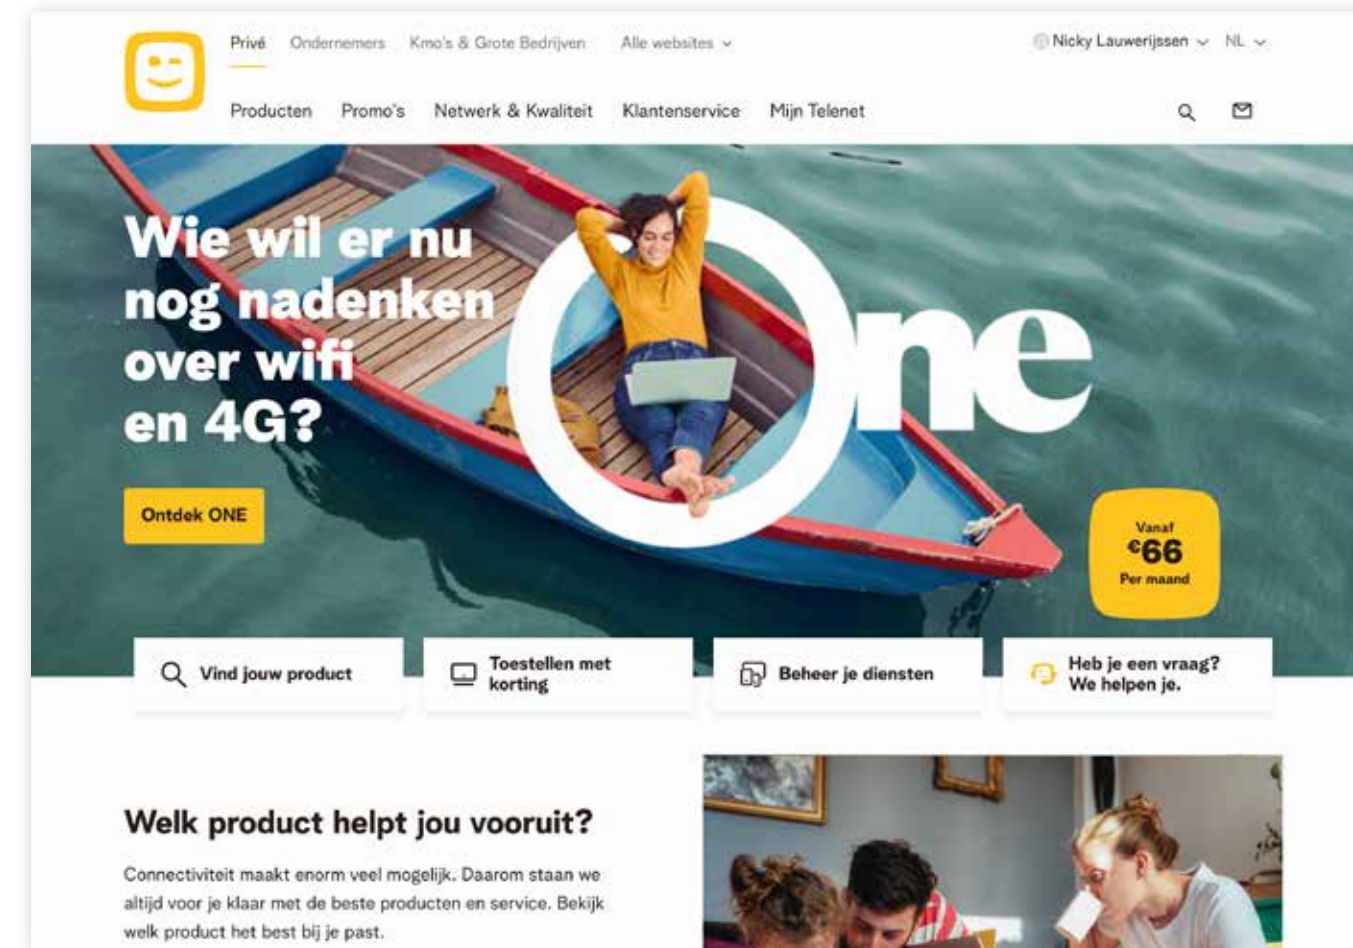 Privé Ondernemers Kmo's & Grote Bedrijven Alle websites
Nicky Lauwerijssen NL
Producten Promo's Netwerk & Kwaliteit Klantenservice Mijn Telenet
Wie wil er nu
nog nadenken
over wifi
en 4G?
One
Ontdek ONE
Vanaf
€66
Per maand
Vind jouw product
Toestellen met
korting
Beheer je diensten
Heb je een vraag?
We helpen je.
Welk product helpt jou vooruit?
Connectiviteit maakt enorm veel mogelijk. Daarom staan we
altijd voor je klaar met de beste producten en service. Bekijk
welk product het best bij je past.